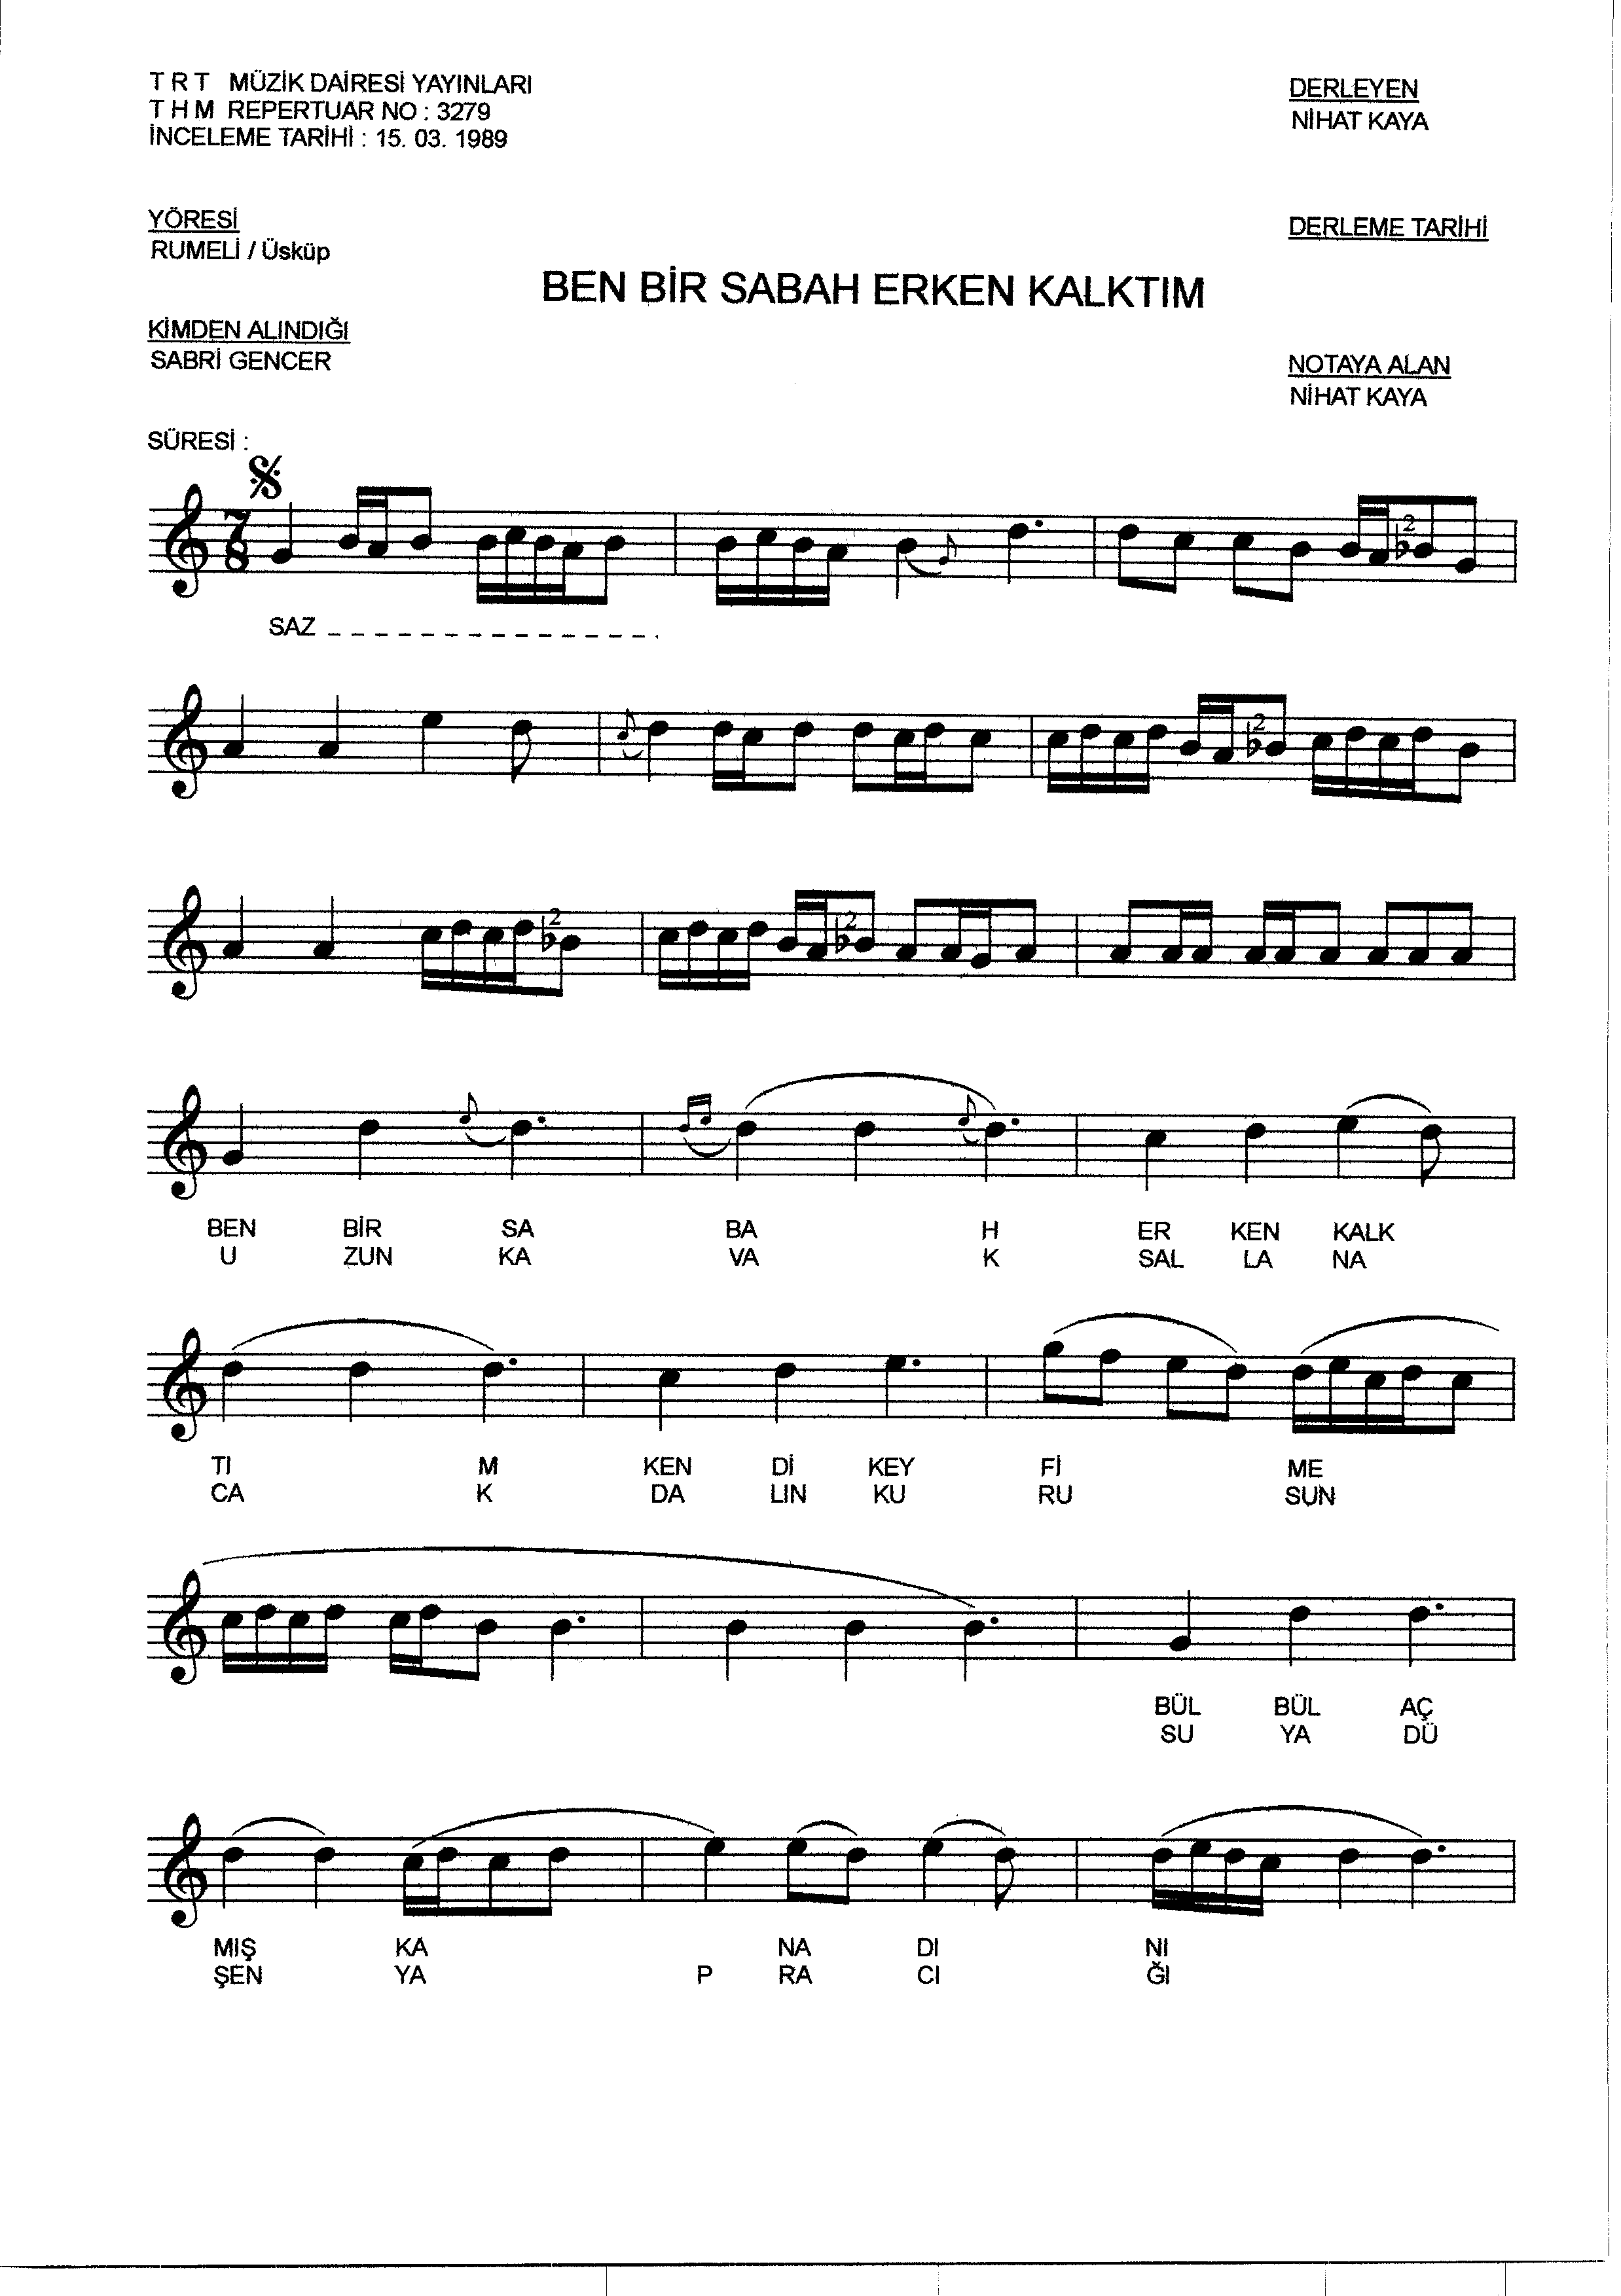 T R T MÜZİK DAİRESİ YAYINLARI
T H M REPERTUAR NO : 3279
İNCELEME TARİHİ : 15. 03. 1989
DERLEYEN
NİHAT KAYA
YÖRESİ
RUMELİ / Üsküp
DERLEME TARİHİ
BEN BİR SABAH ERKEN KALKTIM
KİMDEN ALINDIĞI
SABRİ GENCER
NOTAYA ALAN
NİHAT KAYA
SÜRESİ :
7
8
2
SAZ
2
2
2
BEN BİR SA BA H ER KEN KALK
U ZUN KA VA K SAL LA NA
TI M KEN Dİ KEY Fİ ME
CA K DA LIN KU RU SUN
BÜL BÜL AÇ
SU YA DÜ
MIŞ KA NA DI NI
ŞEN YA P RA CI ĞI